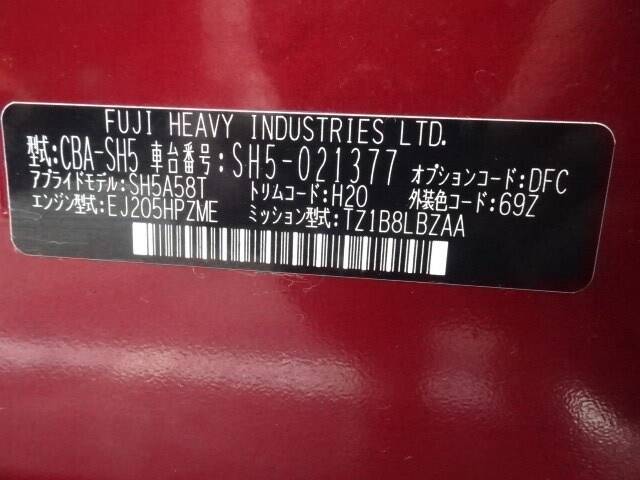 FUJI HEAVY INDUSTRIES LTD.
型式:CBA-SH5 車台番号:SH5-021377 オプションコード:DFC
アプライドモデル:SH5A58T トリムコード:H20 外装色コード:69Z
エンジン型式:EJ205HPZME ミッション型式:TZ1B8LBZAA